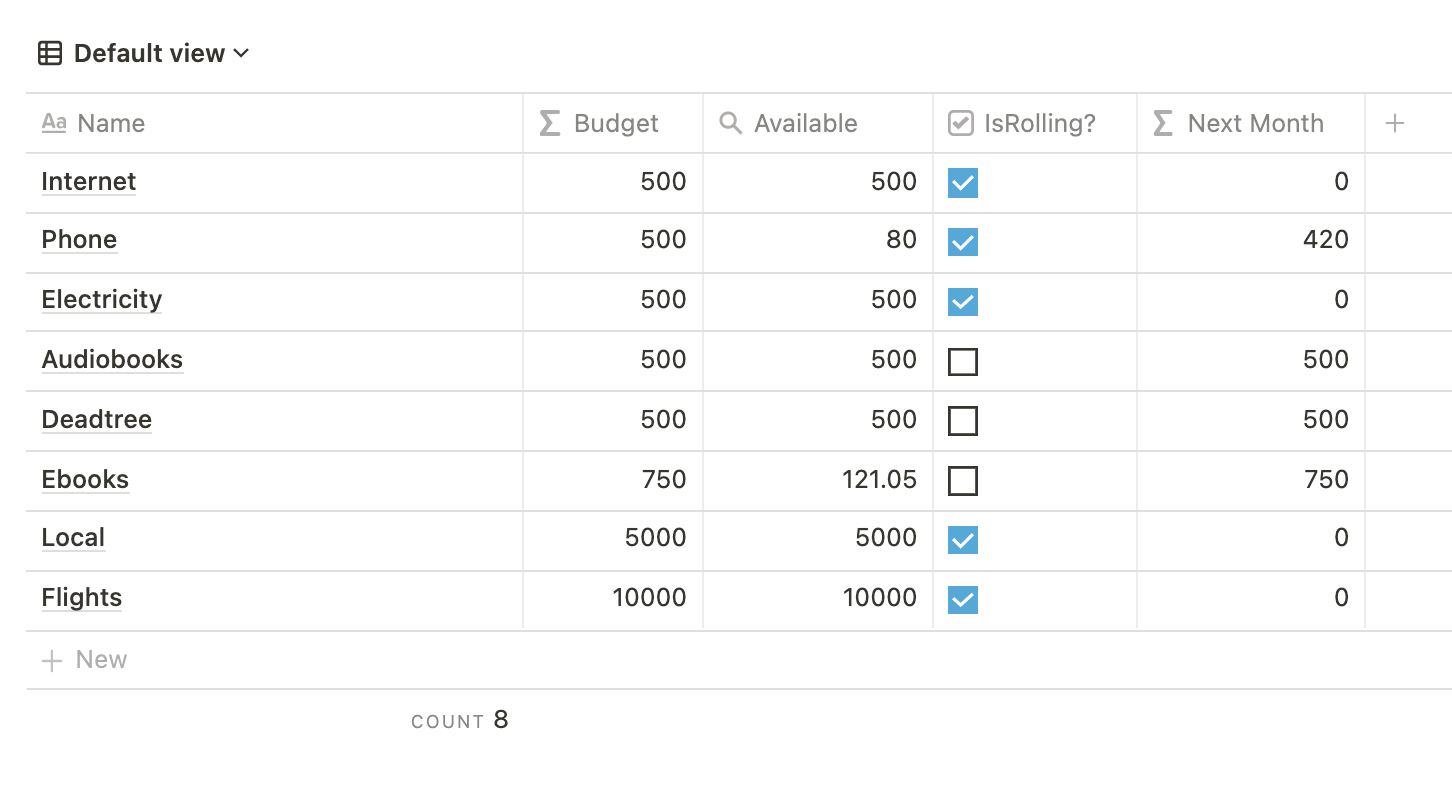 Default view
Aa Name Σ Budget Available IsRolling? Σ Next Month +
Internet 500 500 0
Phone 500 80 420
Electricity 500 500 0
Audiobooks 500 500 500
Deadtree 500 500 500
Ebooks 750 121.05 750
Local 5000 5000 0
Flights 10000 10000 0
+ New
COUNT 8